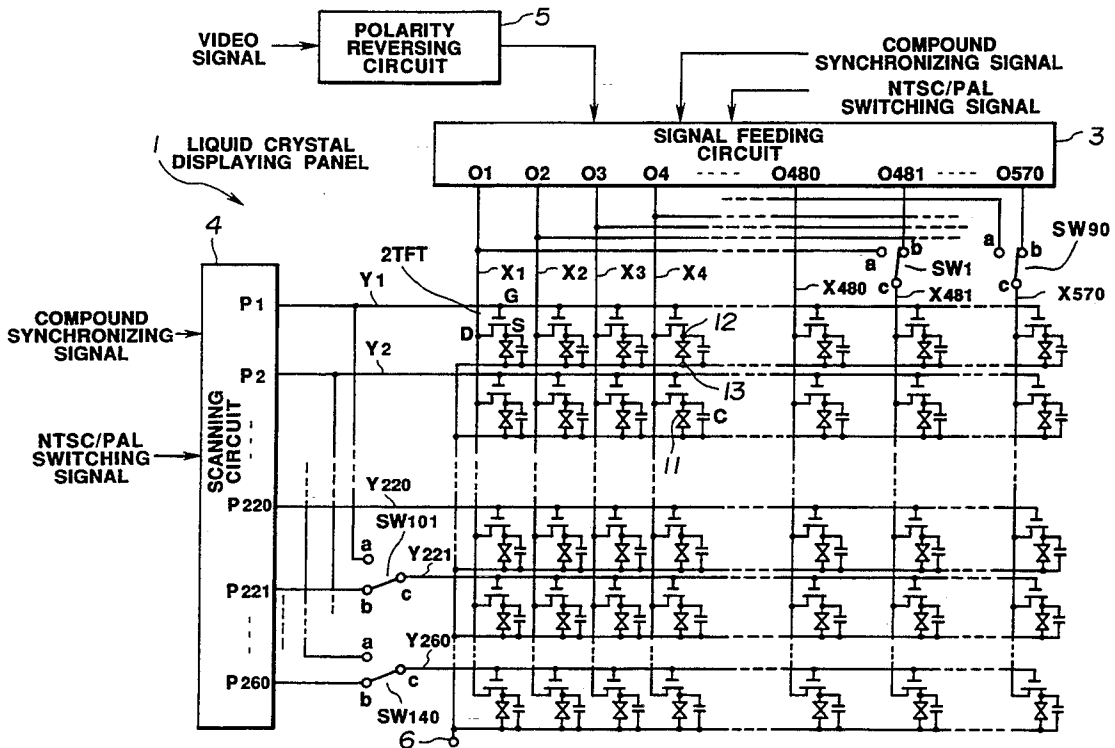 5
VIDEO
SIGNAL
POLARITY
REVERSING
CIRCUIT
COMPOUND
SYNCHRONIZING SIGNAL
NTSC/PAL
SWITCHING SIGNAL
1
LIQUID CRYSTAL
DISPLAYING PANEL
SIGNAL FEEDING
CIRCUIT
3
O1 O2 O3 O4 O480 O481 O570
4
a b a b SW90
2TFT
X1 X2 X3 X4 X480 c SW1 X481 c X570
P1 Y1 G
COMPOUND
SYNCHRONIZING
SIGNAL
D S 12
P2 Y2 13
C
11
NTSC/PAL
SWITCHING
SIGNAL
SCANNING
CIRCUIT
P220 Y220
SW101
a
Y221
P221 b c
a
Y260
P260 b c
SW140
6